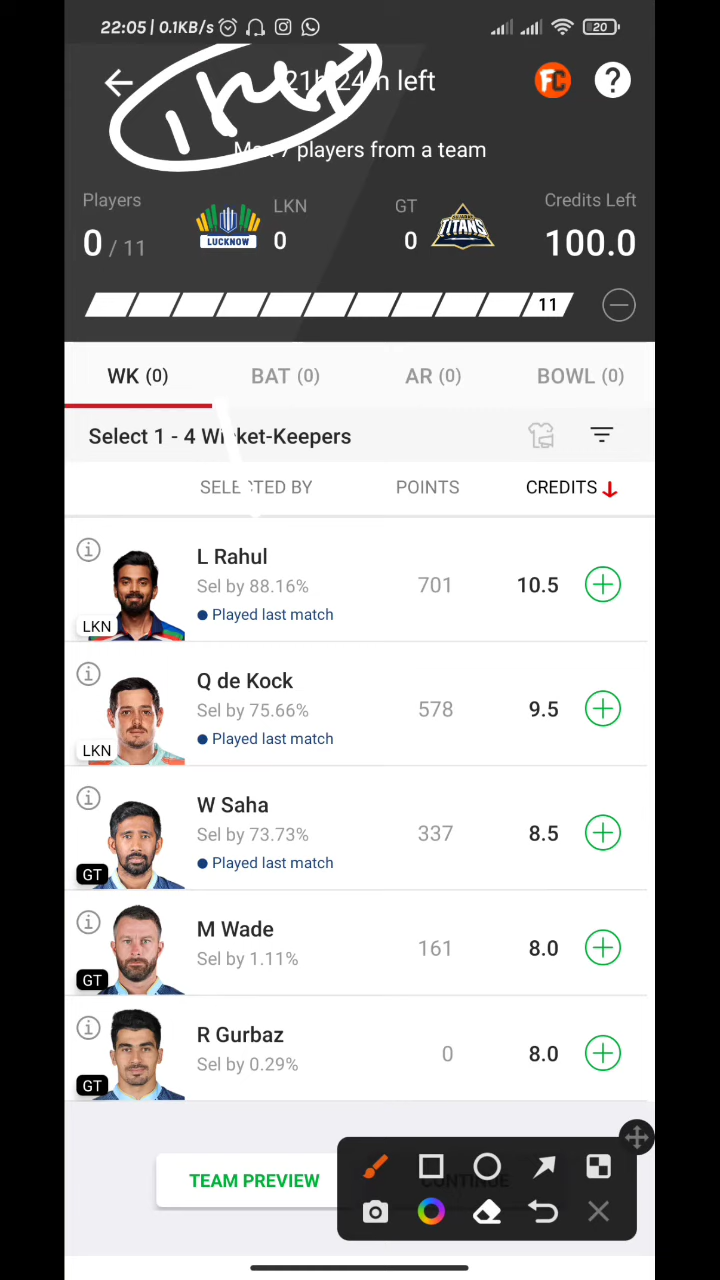 22:05 | 0.1KB/s
20
21h 24m left
FC
?
Max 7 players from a team
Players
LKN
GT
Credits Left
0 / 11
LUCKNOW
0
0
TITANS
100.0
11
WK (0)
BAT (0)
AR (0)
BOWL (0)
Select 1 - 4 Wicket-Keepers
SELECTED BY
POINTS
CREDITS
L Rahul
Sel by 88.16%
701
10.5
Played last match
LKN
Q de Kock
Sel by 75.66%
578
9.5
Played last match
LKN
W Saha
Sel by 73.73%
337
8.5
Played last match
GT
M Wade
Sel by 1.11%
161
8.0
GT
R Gurbaz
Sel by 0.29%
0
8.0
GT
TEAM PREVIEW
CONTINUE